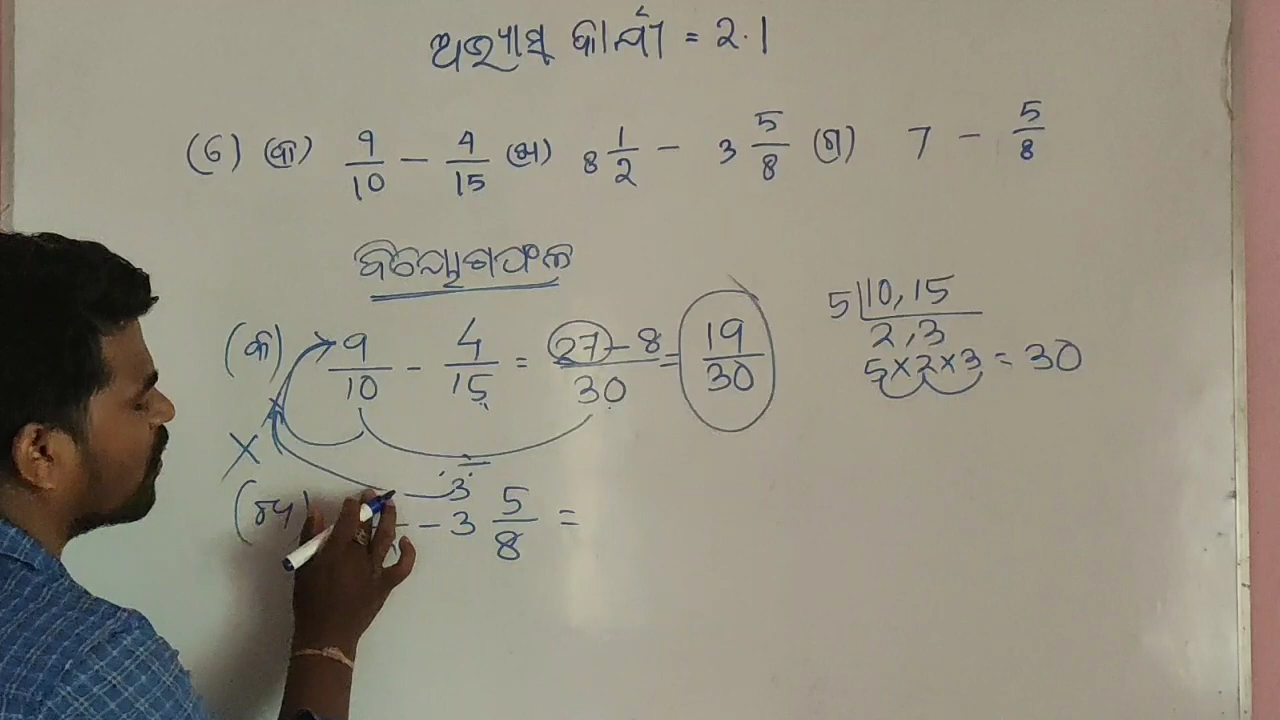 ଅଭ୍ୟାସ କାର୍ଯ୍ୟ = 2.1
(6) (କ) 9/10 - 4/15 (ଖ) 8 1/2 - 3 5/8 (ଗ) 7 - 5/8
ବିୟୋଗଫଳ
(କ) 9/10 - 4/15 = 27-8/30 = 19/30
5|10,15
2,3
5×2×3 = 30
×
3
(ଖ) - 3 5/8 =